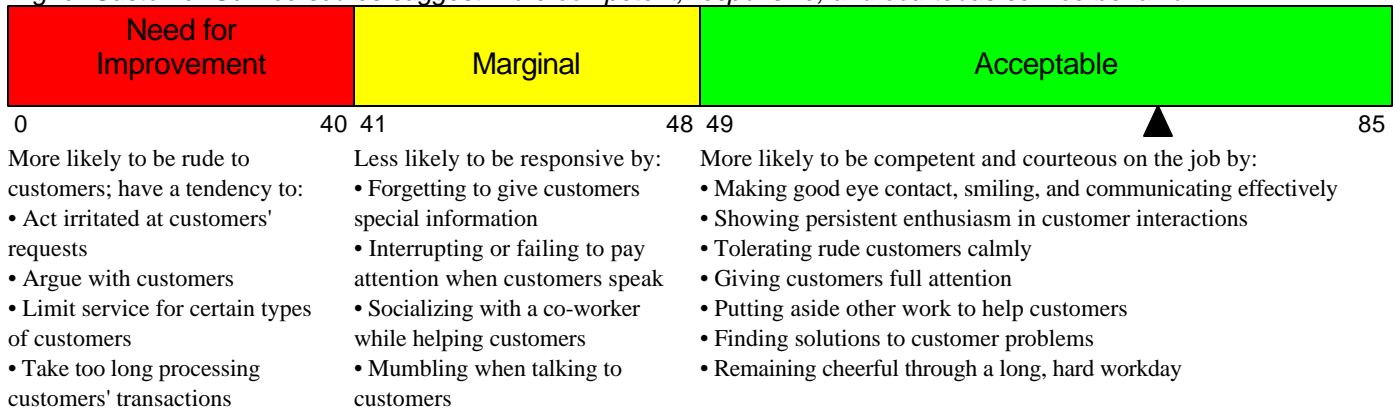 Need for
Improvement
Marginal
Acceptable
0 40 41 48 49 85
More likely to be rude to
customers; have a tendency to:
• Act irritated at customers'
requests
• Argue with customers
• Limit service for certain types
of customers
• Take too long processing
customers' transactions
Less likely to be responsive by:
• Forgetting to give customers
special information
• Interrupting or failing to pay
attention when customers speak
• Socializing with a co-worker
while helping customers
• Mumbling when talking to
customers
More likely to be competent and courteous on the job by:
• Making good eye contact, smiling, and communicating effectively
• Showing persistent enthusiasm in customer interactions
• Tolerating rude customers calmly
• Giving customers full attention
• Putting aside other work to help customers
• Finding solutions to customer problems
• Remaining cheerful through a long, hard workday